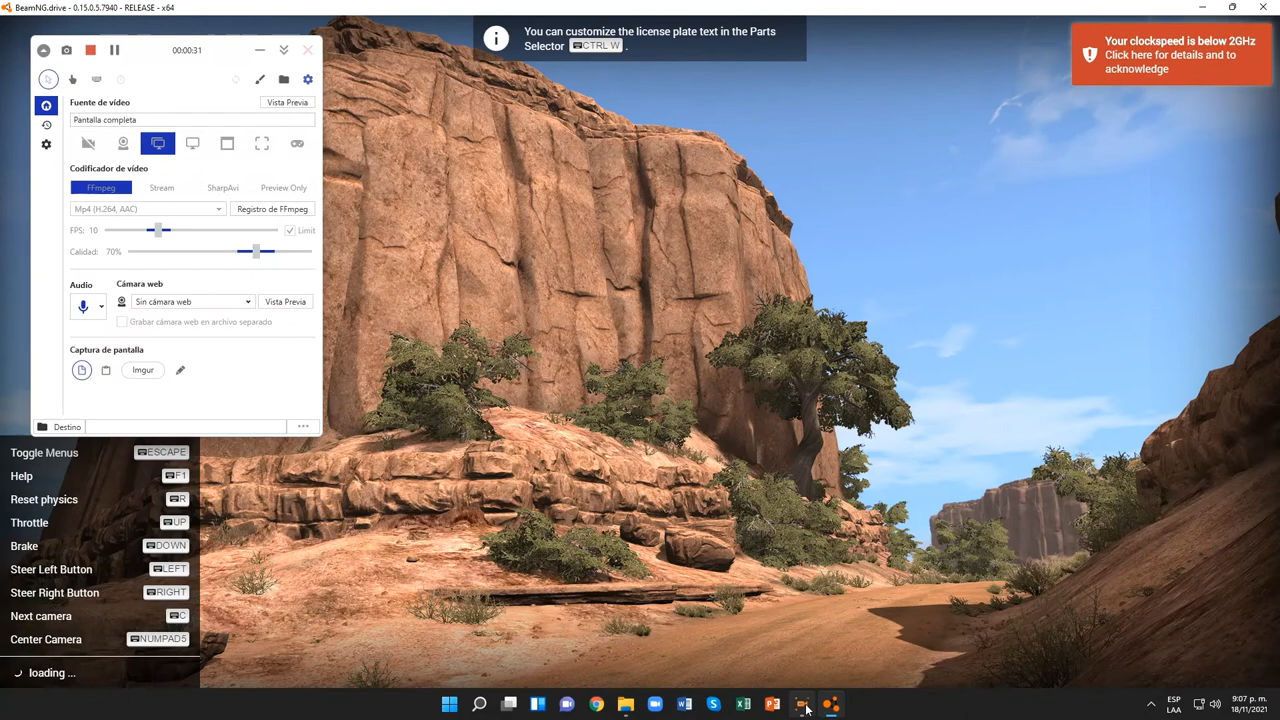 BeamNG.drive - 0.15.0.5.7940 - RELEASE - x64
You can customize the license plate text in the Parts
Selector CTRL W .
Your clockspeed is below 2GHz
Click here for details and to
acknowledge
00:00:31
Fuente de vídeo
Vista Previa
Pantalla completa
Codificador de vídeo
FFmpeg
Stream
SharpAvi
Preview Only
Mp4 (H.264, AAC)
Registro de FFmpeg
FPS: 10
Limit
Calidad: 70%
Audio
Cámara web
Sin cámara web
Vista Previa
Grabar cámara web en archivo separado
Captura de pantalla
Imgur
Destino
Toggle Menus ESCAPE
Help F1
Reset physics R
Throttle UP
Brake DOWN
Steer Left Button LEFT
Steer Right Button RIGHT
Next camera C
Center Camera NUMPAD5
loading ...
ESP
LAA
9:07 p. m.
18/11/2021